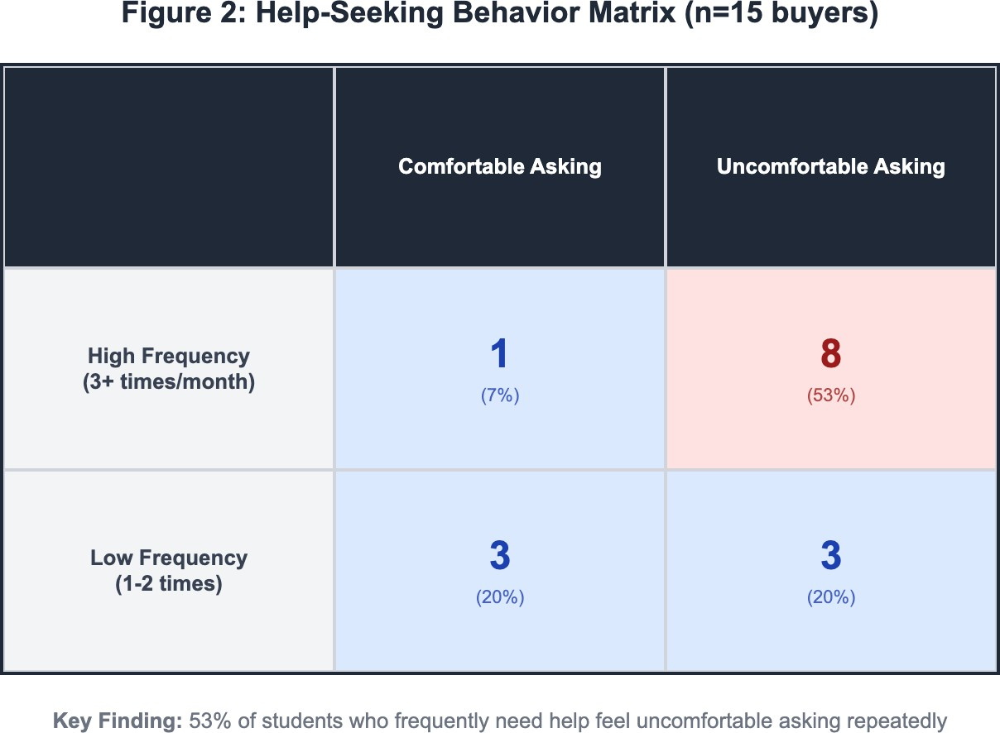 Figure 2: Help-Seeking Behavior Matrix (n=15 buyers)
Comfortable Asking
Uncomfortable Asking
High Frequency
(3+ times/month)
1
(7%)
8
(53%)
Low Frequency
(1-2 times)
3
(20%)
3
(20%)
Key Finding: 53% of students who frequently need help feel uncomfortable asking repeatedly